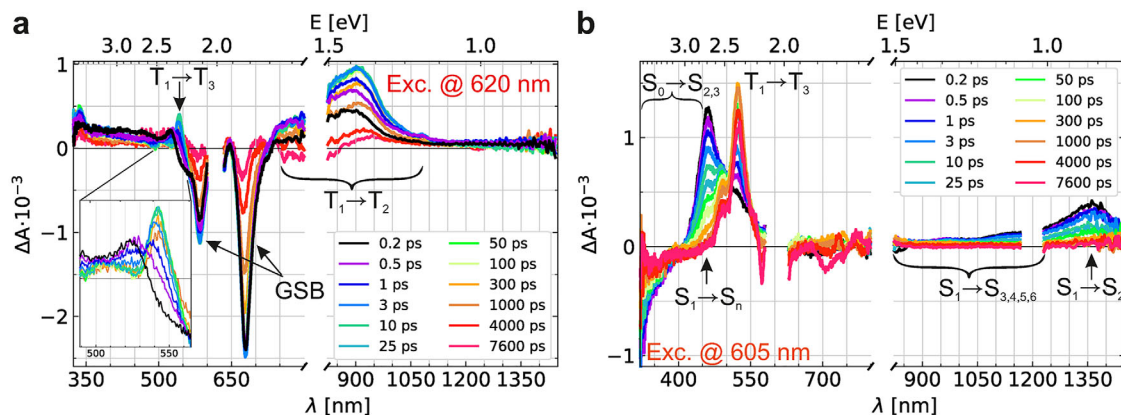 a
E [eV]
3.0 2.5 2.0 1.5 1.0
T₁→T₃
Exc. @ 620 nm
T₁→T₂
GSB
0.2 ps 50 ps
0.5 ps 100 ps
1 ps 300 ps
3 ps 1000 ps
10 ps 4000 ps
25 ps 7600 ps
1
0
−1
−2
ΔA·10⁻³
500 550
350 500 650 900 1050 1200 1350
λ [nm]
b
E [eV]
3.0 2.5 2.0 1.5 1.0
S₀→S₂,₃
T₁→T₃
0.2 ps 50 ps
0.5 ps 100 ps
1 ps 300 ps
3 ps 1000 ps
10 ps 4000 ps
25 ps 7600 ps
1
0
−1
ΔA·10⁻³
S₁→Sₙ
S₁→S₃,₄,₅,₆
S₁→S₂
Exc. @ 605 nm
400 550 700 900 1050 1200 1350
λ [nm]